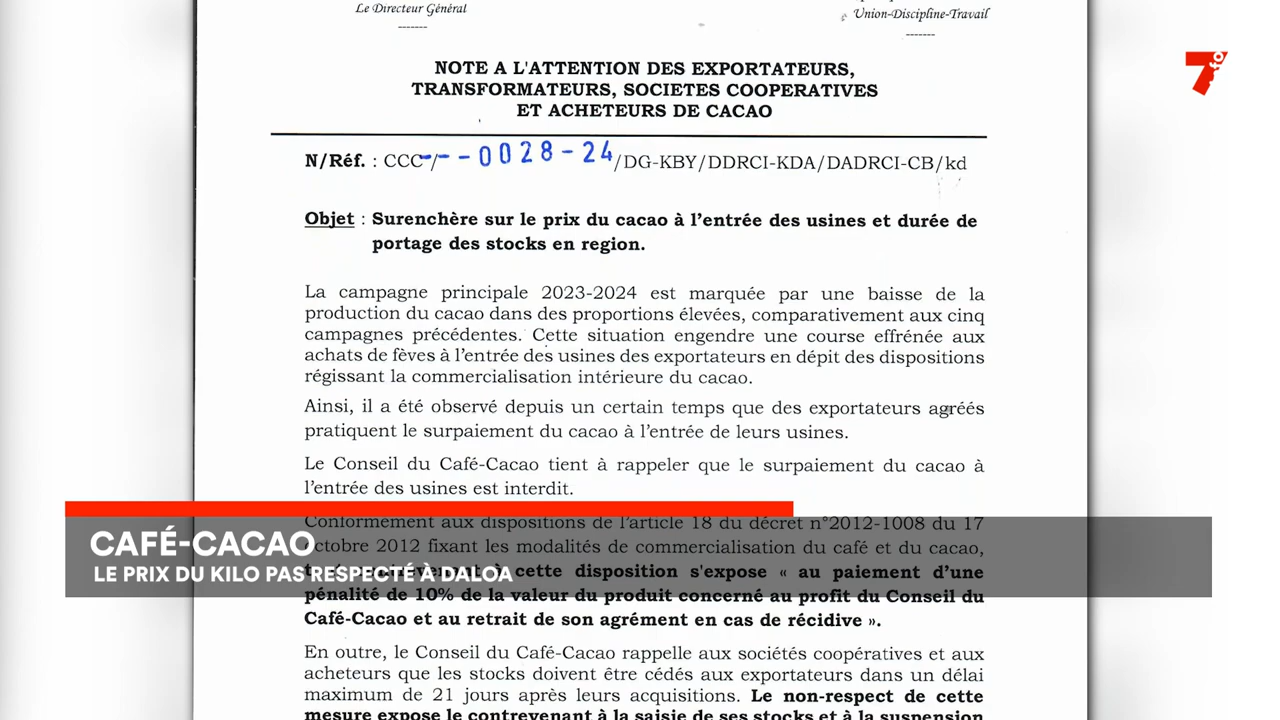 Le Directeur Général
-------
Union-Discipline-Travail
-------
NOTE A L'ATTENTION DES EXPORTATEURS,
TRANSFORMATEURS, SOCIETES COOPERATIVES
ET ACHETEURS DE CACAO
7
info
N/Réf. : CCC-/--0028-24/DG-KBY/DDRCI-KDA/DADRCI-CB/kd
Objet : Surenchère sur le prix du cacao à l'entrée des usines et durée de
portage des stocks en region.
La campagne principale 2023-2024 est marquée par une baisse de la
production du cacao dans des proportions élevées, comparativement aux cinq
campagnes précédentes. Cette situation engendre une course effrénée aux
achats de fèves à l'entrée des usines des exportateurs en dépit des dispositions
régissant la commercialisation intérieure du cacao.
Ainsi, il a été observé depuis un certain temps que des exportateurs agréés
pratiquent le surpaiement du cacao à l'entrée de leurs usines.
Le Conseil du Café-Cacao tient à rappeler que le surpaiement du cacao à
l'entrée des usines est interdit.
Conformément aux dispositions de l'article 18 du décret n°2012-1008 du 17
octobre 2012 fixant les modalités de commercialisation du café et du cacao,
à cette disposition s'expose « au paiement d'une
pénalité de 10% de la valeur du produit concerné au profit du Conseil du
Café-Cacao et au retrait de son agrément en cas de récidive ».
En outre, le Conseil du Café-Cacao rappelle aux sociétés coopératives et aux
acheteurs que les stocks doivent être cédés aux exportateurs dans un délai
maximum de 21 jours après leurs acquisitions. Le non-respect de cette
mesure expose le contrevenant à la saisie de ses stocks et à la suspension
CAFÉ-CACAO
LE PRIX DU KILO PAS RESPECTÉ À DALOA